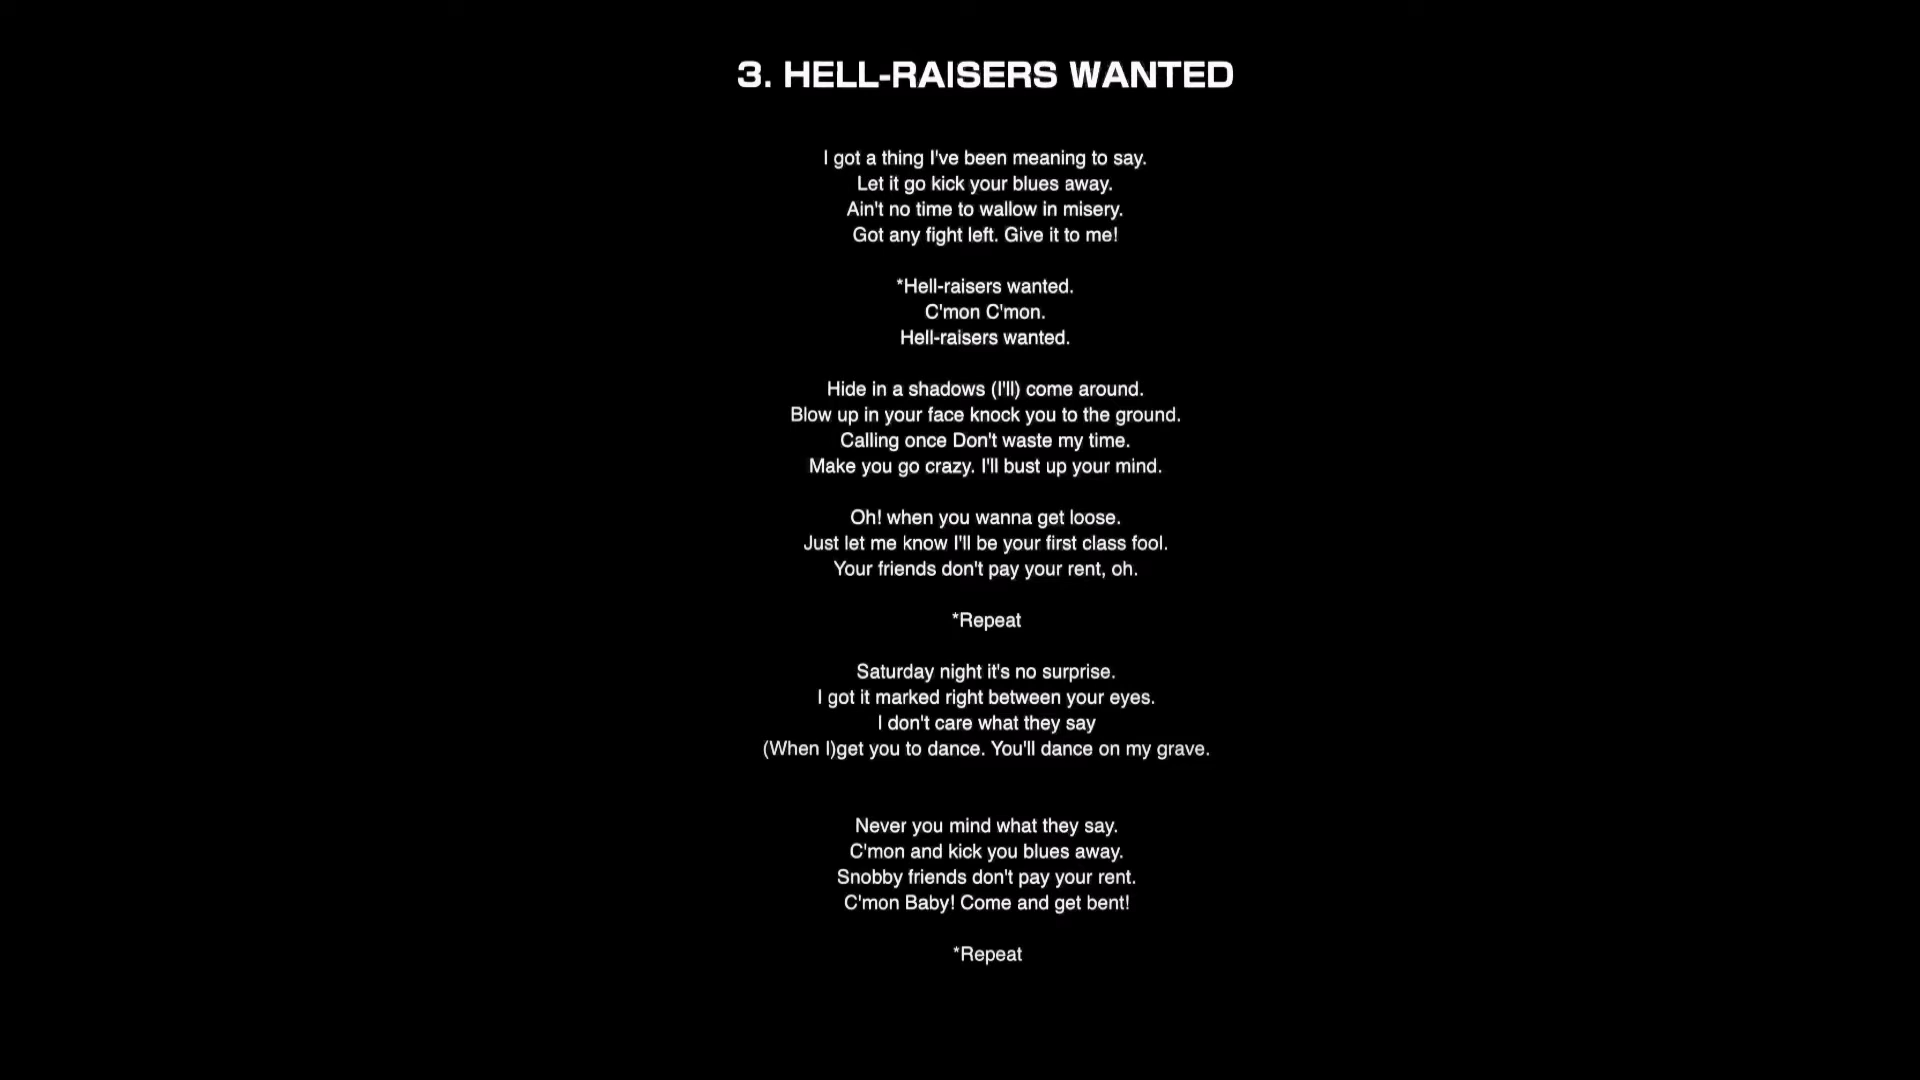 3. HELL-RAISERS WANTED
I got a thing I've been meaning to say.
Let it go kick your blues away.
Ain't no time to wallow in misery.
Got any fight left. Give it to me!
*Hell-raisers wanted.
C'mon C'mon.
Hell-raisers wanted.
Hide in a shadows (I'll) come around.
Blow up in your face knock you to the ground.
Calling once Don't waste my time.
Make you go crazy. I'll bust up your mind.
Oh! when you wanna get loose.
Just let me know I'll be your first class fool.
Your friends don't pay your rent, oh.
*Repeat
Saturday night it's no surprise.
I got it marked right between your eyes.
I don't care what they say
(When I)get you to dance. You'll dance on my grave.
Never you mind what they say.
C'mon and kick you blues away.
Snobby friends don't pay your rent.
C'mon Baby! Come and get bent!
*Repeat